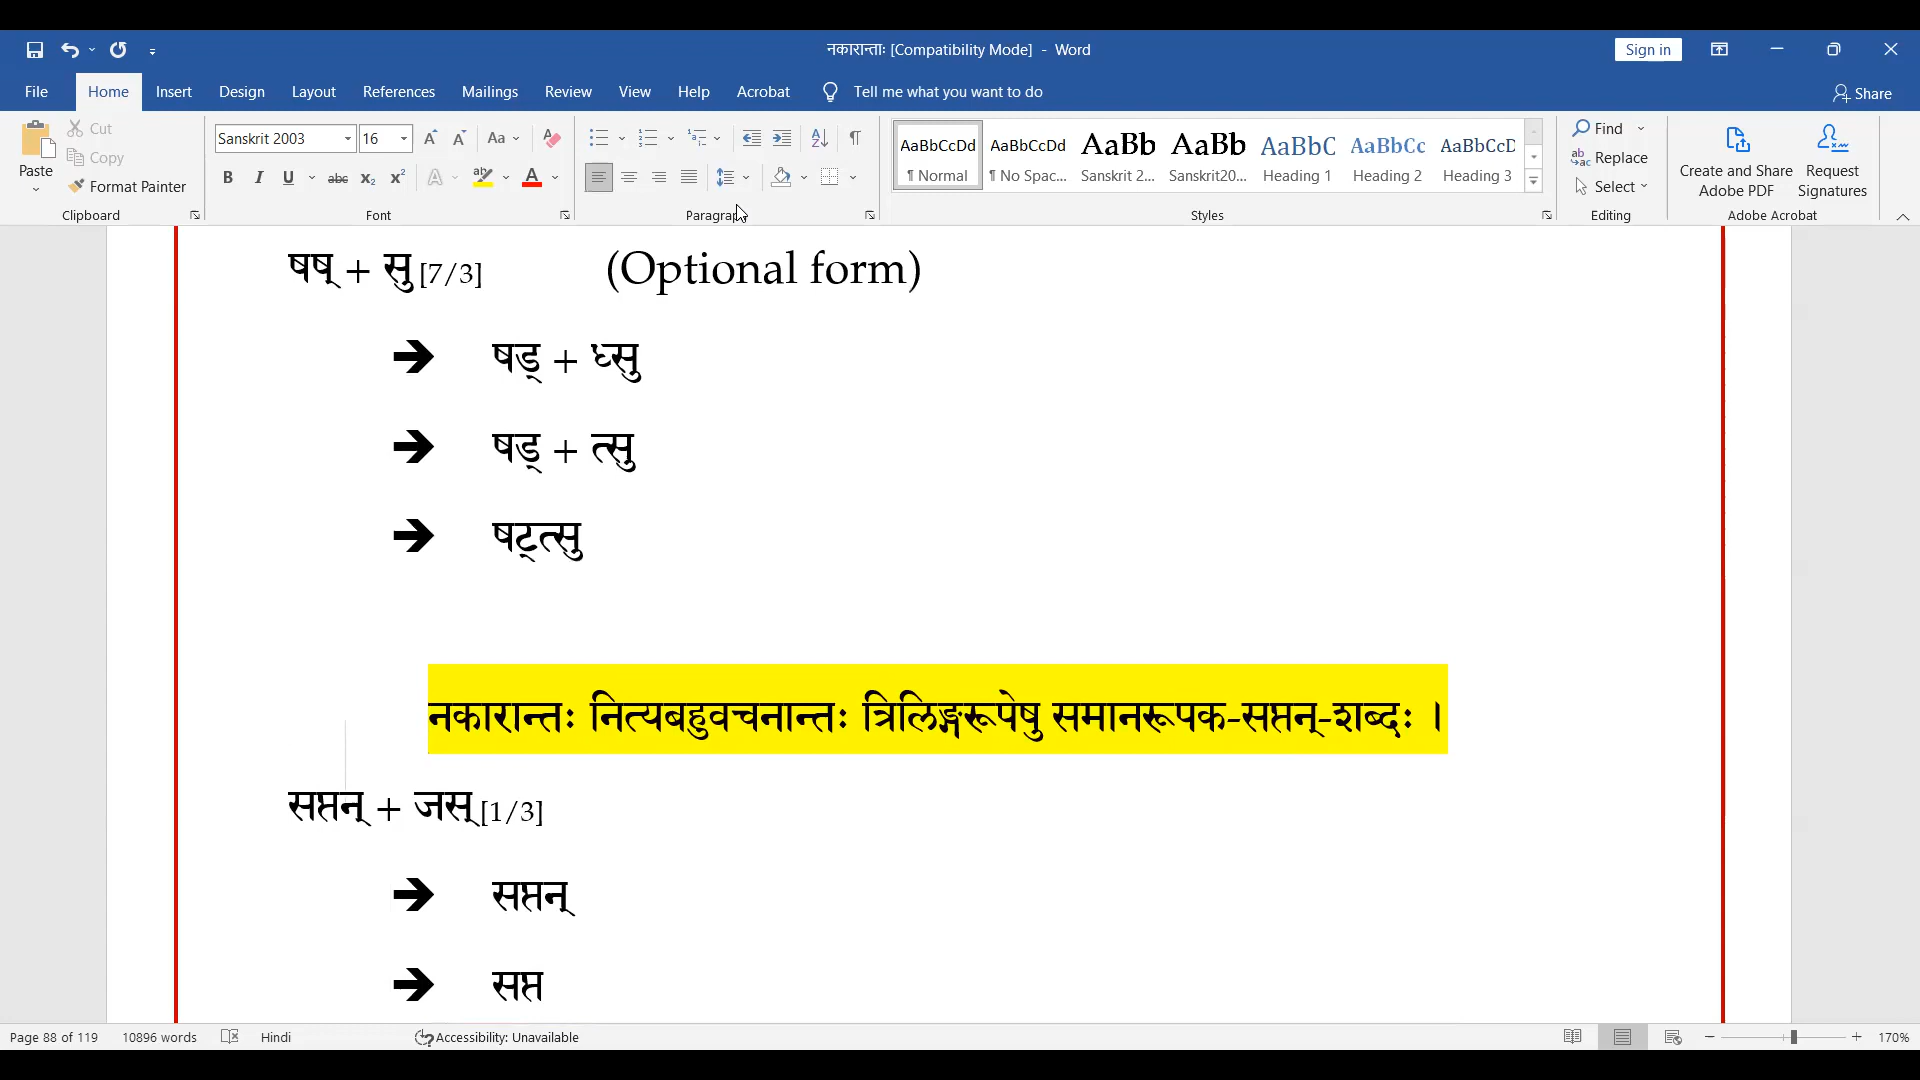 नकारान्ताः [Compatibility Mode] - Word
Sign in
File Home Insert Design Layout References Mailings Review View Help Acrobat Tell me what you want to do Share
Paste
Cut
Copy
Format Painter
Clipboard
Sanskrit 2003 16
Font
Paragraph
AaBbCcDd AaBbCcDd AaBb AaBb AaBbC AaBbCc AaBbCcD
¶ Normal ¶ No Spac... Sanskrit 2... Sanskrit20... Heading 1 Heading 2 Heading 3
Styles
Find
Replace
Select
Editing
Create and Share Adobe PDF
Request Signatures
Adobe Acrobat
षष् + सु [7/3] (Optional form)
➔ षड् + ध्सु
➔ षड् + त्सु
➔ षट्त्सु
नकारान्तः नित्यबहुवचनान्तः त्रिलिङ्गरूपेषु समानरूपक-सप्तन्-शब्दः ।
सप्तन् + जस् [1/3]
➔ सप्तन्
➔ सप्त
Page 88 of 119 10896 words Hindi Accessibility: Unavailable 170%